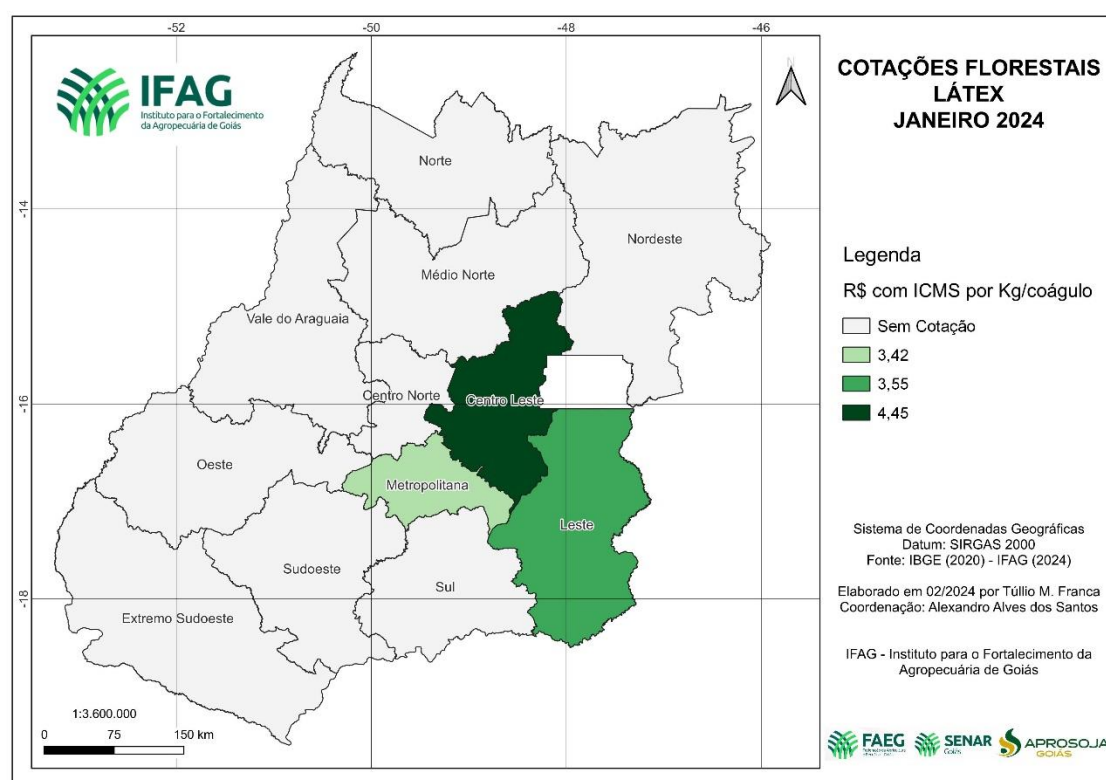 -52
-50
-48
-46
IFAG
Instituto para o Fortalecimento
da Agropecuária de Goiás
N
COTAÇÕES FLORESTAIS
LÁTEX
JANEIRO 2024
-14
-16
-18
Norte
Nordeste
Médio Norte
Vale do Araguaia
Centro Norte
Centro Leste
Oeste
Metropolitana
Leste
Sudoeste
Sul
Extremo Sudoeste
Legenda
R$ com ICMS por Kg/coágulo
Sem Cotação
3,42
3,55
4,45
Sistema de Coordenadas Geográficas
Datum: SIRGAS 2000
Fonte: IBGE (2020) - IFAG (2024)
Elaborado em 02/2024 por Túllio M. Franca
Coordenação: Alexandro Alves dos Santos
IFAG - Instituto para o Fortalecimento da
Agropecuária de Goiás
1:3.600.000
0 75 150 km
FAEG
SENAR
Goiás
APROSOJA
GOIÁS